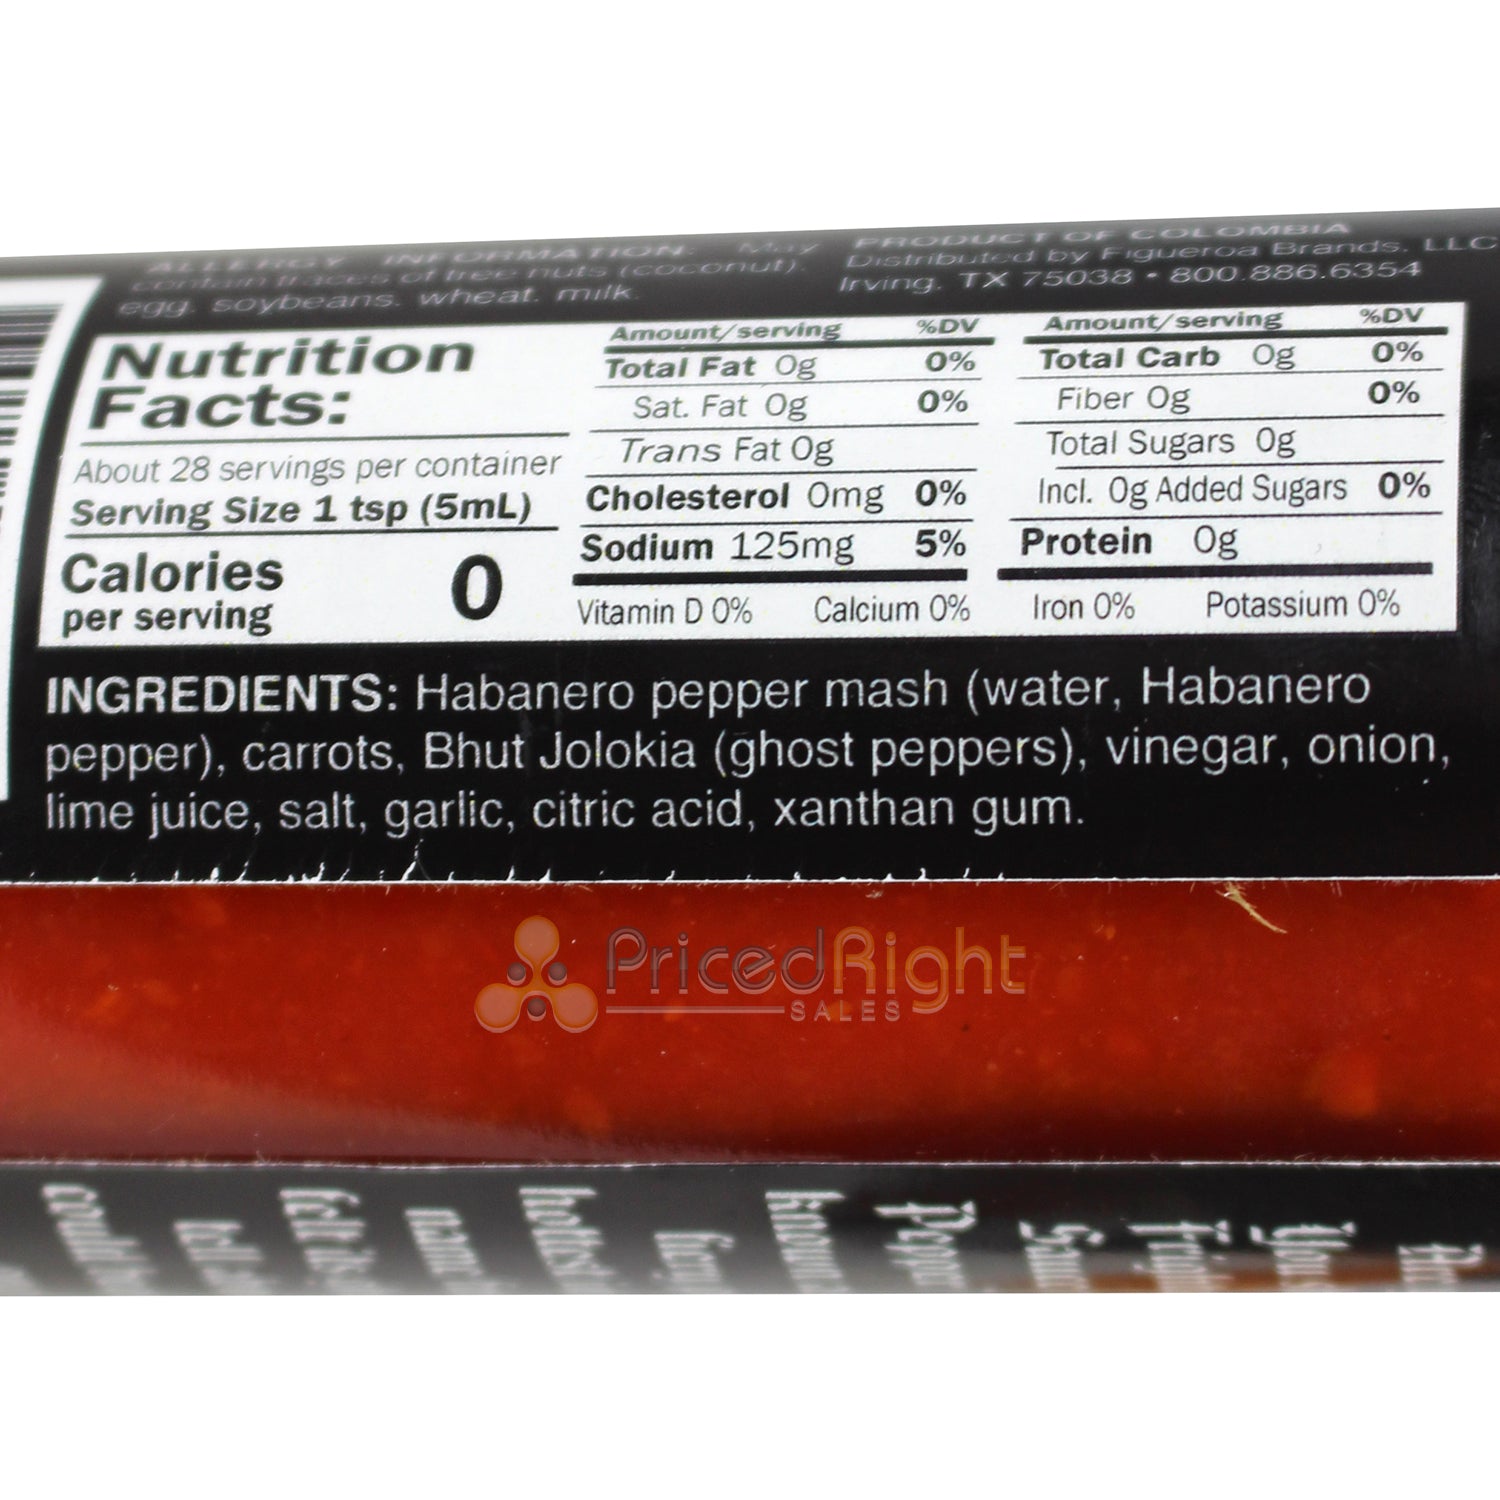 ALLERGY INFORMATION: May
contain traces of tree nuts (coconut),
egg, soybeans, wheat, milk.
PRODUCT OF COLOMBIA
Distributed by Figueroa Brands, LLC
Irving, TX 75038 • 800.886.6354
Nutrition
Facts:
About 28 servings per container
Serving Size 1 tsp (5mL)
Calories
per serving 0
Amount/serving %DV
Total Fat 0g 0%
Sat. Fat 0g 0%
Trans Fat 0g
Cholesterol 0mg 0%
Sodium 125mg 5%
Vitamin D 0% Calcium 0%
Amount/serving %DV
Total Carb 0g 0%
Fiber 0g 0%
Total Sugars 0g
Incl. 0g Added Sugars 0%
Protein 0g
Iron 0% Potassium 0%
INGREDIENTS: Habanero pepper mash (water, Habanero
pepper), carrots, Bhut Jolokia (ghost peppers), vinegar, onion,
lime juice, salt, garlic, citric acid, xanthan gum.
PricedRight
SALES